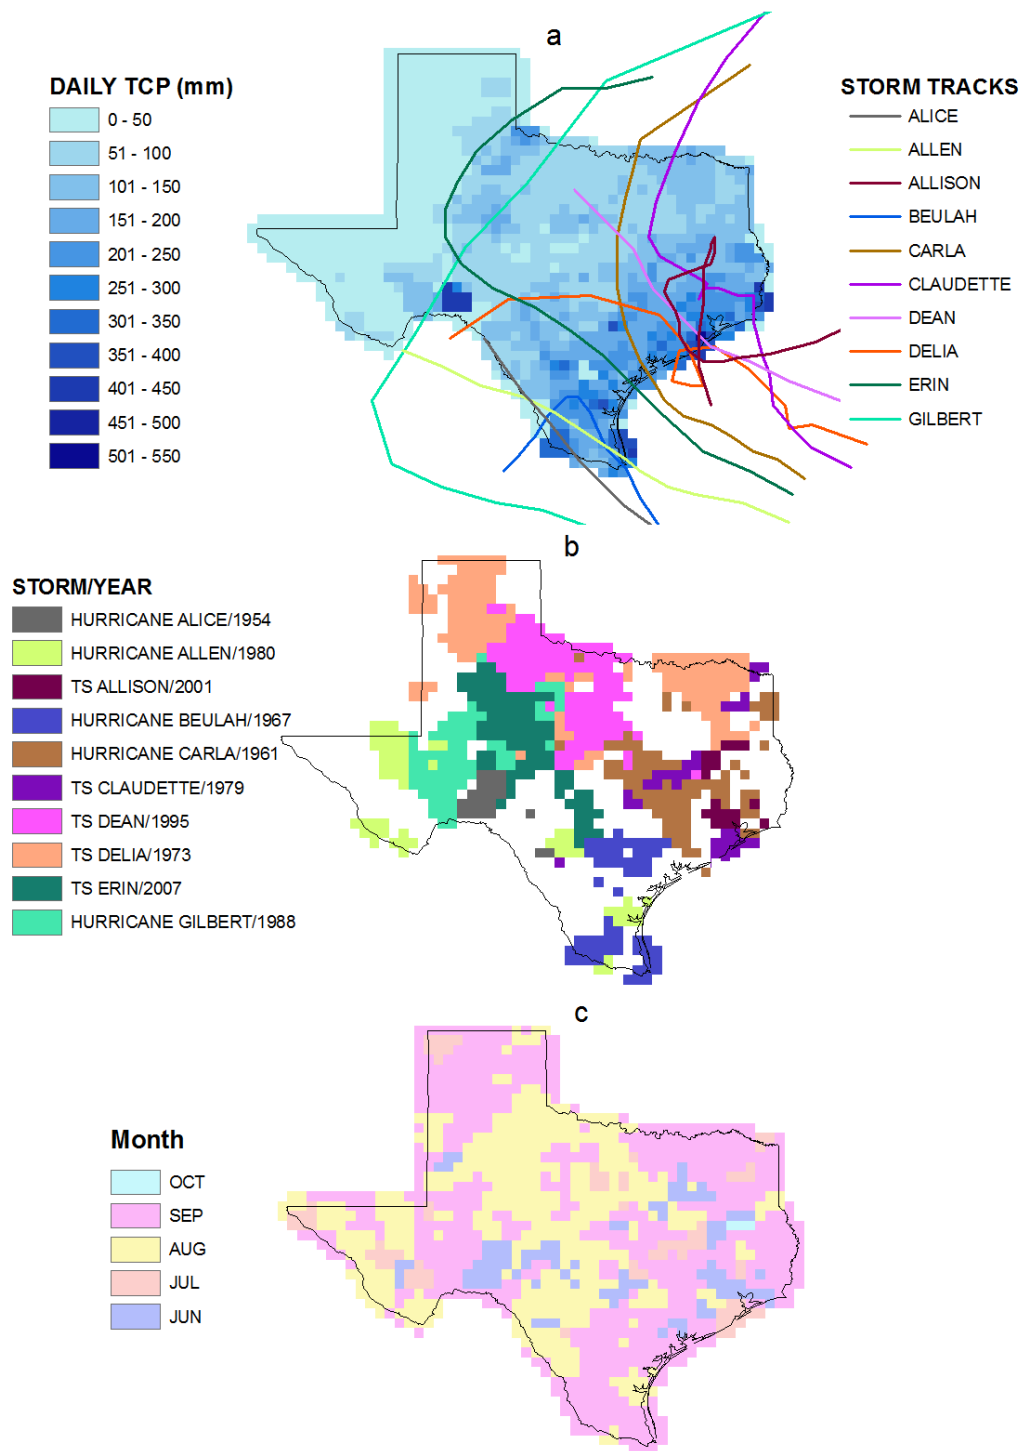 a
DAILY TCP (mm)
0 - 50
51 - 100
101 - 150
151 - 200
201 - 250
251 - 300
301 - 350
351 - 400
401 - 450
451 - 500
501 - 550
STORM TRACKS
ALICE
ALLEN
ALLISON
BEULAH
CARLA
CLAUDETTE
DEAN
DELIA
ERIN
GILBERT
b
STORM/YEAR
HURRICANE ALICE/1954
HURRICANE ALLEN/1980
TS ALLISON/2001
HURRICANE BEULAH/1967
HURRICANE CARLA/1961
TS CLAUDETTE/1979
TS DEAN/1995
TS DELIA/1973
TS ERIN/2007
HURRICANE GILBERT/1988
c
Month
OCT
SEP
AUG
JUL
JUN